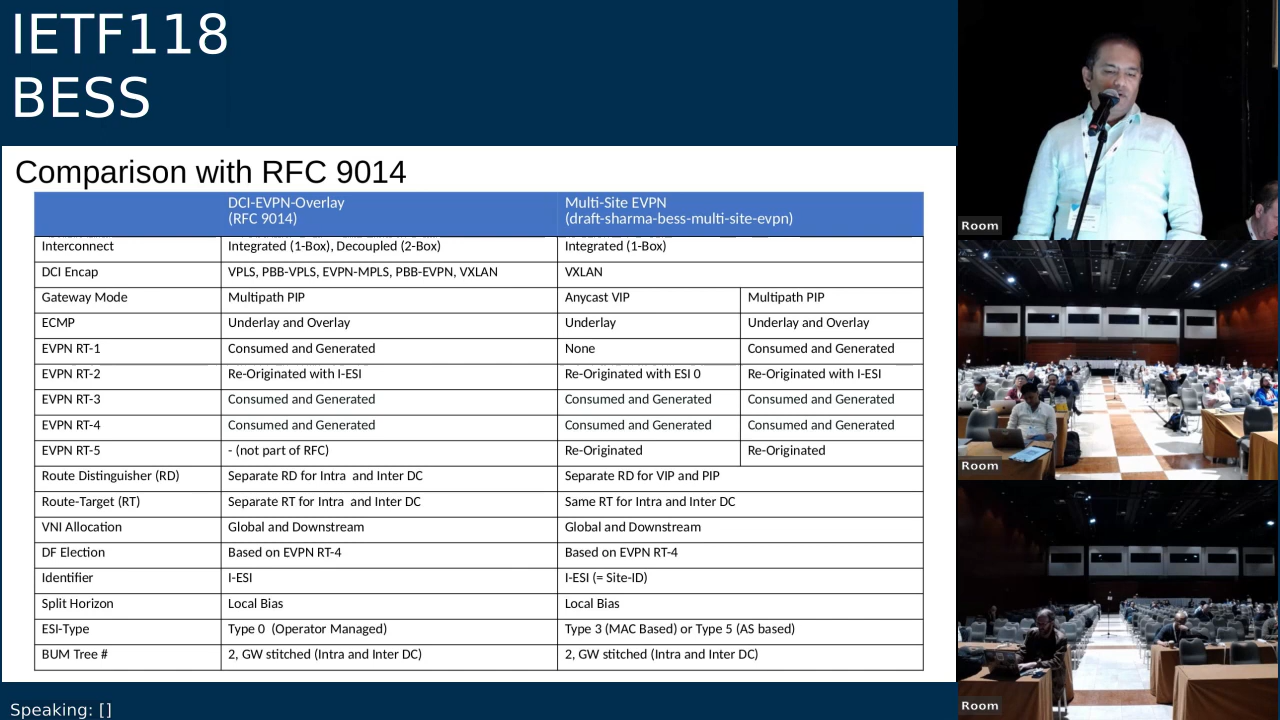 IETF118
BESS
Comparison with RFC 9014
DCI-EVPN-Overlay
(RFC 9014)
Multi-Site EVPN
(draft-sharma-bess-multi-site-evpn)
Interconnect Integrated (1-Box), Decoupled (2-Box) Integrated (1-Box)
DCI Encap VPLS, PBB-VPLS, EVPN-MPLS, PBB-EVPN, VXLAN VXLAN
Gateway Mode Multipath PIP Anycast VIP Multipath PIP
ECMP Underlay and Overlay Underlay Underlay and Overlay
EVPN RT-1 Consumed and Generated None Consumed and Generated
EVPN RT-2 Re-Originated with I-ESI Re-Originated with ESI 0 Re-Originated with I-ESI
EVPN RT-3 Consumed and Generated Consumed and Generated Consumed and Generated
EVPN RT-4 Consumed and Generated Consumed and Generated Consumed and Generated
EVPN RT-5 - (not part of RFC) Re-Originated Re-Originated
Route Distinguisher (RD) Separate RD for Intra and Inter DC Separate RD for VIP and PIP
Route-Target (RT) Separate RT for Intra and Inter DC Same RT for Intra and Inter DC
VNI Allocation Global and Downstream Global and Downstream
DF Election Based on EVPN RT-4 Based on EVPN RT-4
Identifier I-ESI I-ESI (= Site-ID)
Split Horizon Local Bias Local Bias
ESI-Type Type 0 (Operator Managed) Type 3 (MAC Based) or Type 5 (AS based)
BUM Tree # 2, GW stitched (Intra and Inter DC) 2, GW stitched (Intra and Inter DC)
Speaking: []
Room
Room
Room